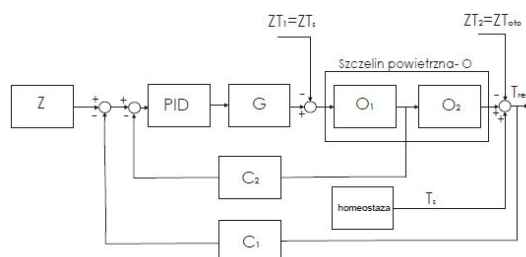 ZT₁=ZTₛ
ZT₂=ZTₒₜₒ
Szczelin powietrzna- O
Z
+
-
+
-
PID
G
-
+
O₁
O₂
-
+
+
Tre
C₂
homeostaza
Tₛ
C₁